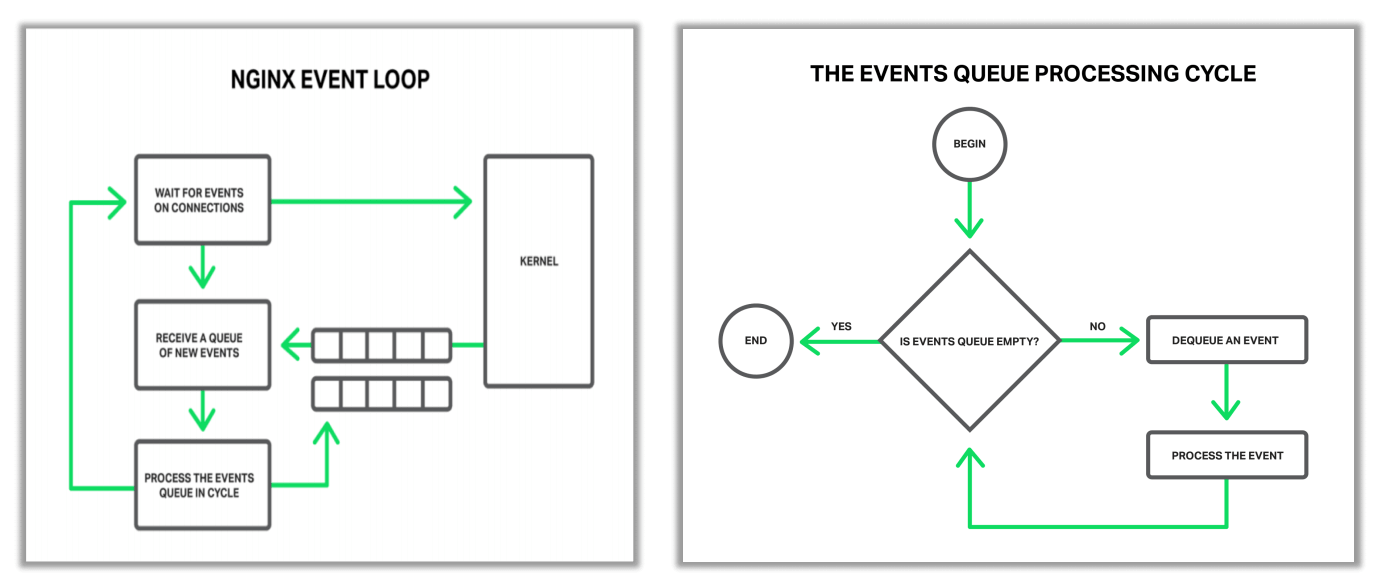 NGINX EVENT LOOP
WAIT FOR EVENTS
ON CONNECTIONS
KERNEL
RECEIVE A QUEUE
OF NEW EVENTS
PROCESS THE EVENTS
QUEUE IN CYCLE
THE EVENTS QUEUE PROCESSING CYCLE
BEGIN
IS EVENTS QUEUE EMPTY?
YES
END
NO
DEQUEUE AN EVENT
PROCESS THE EVENT